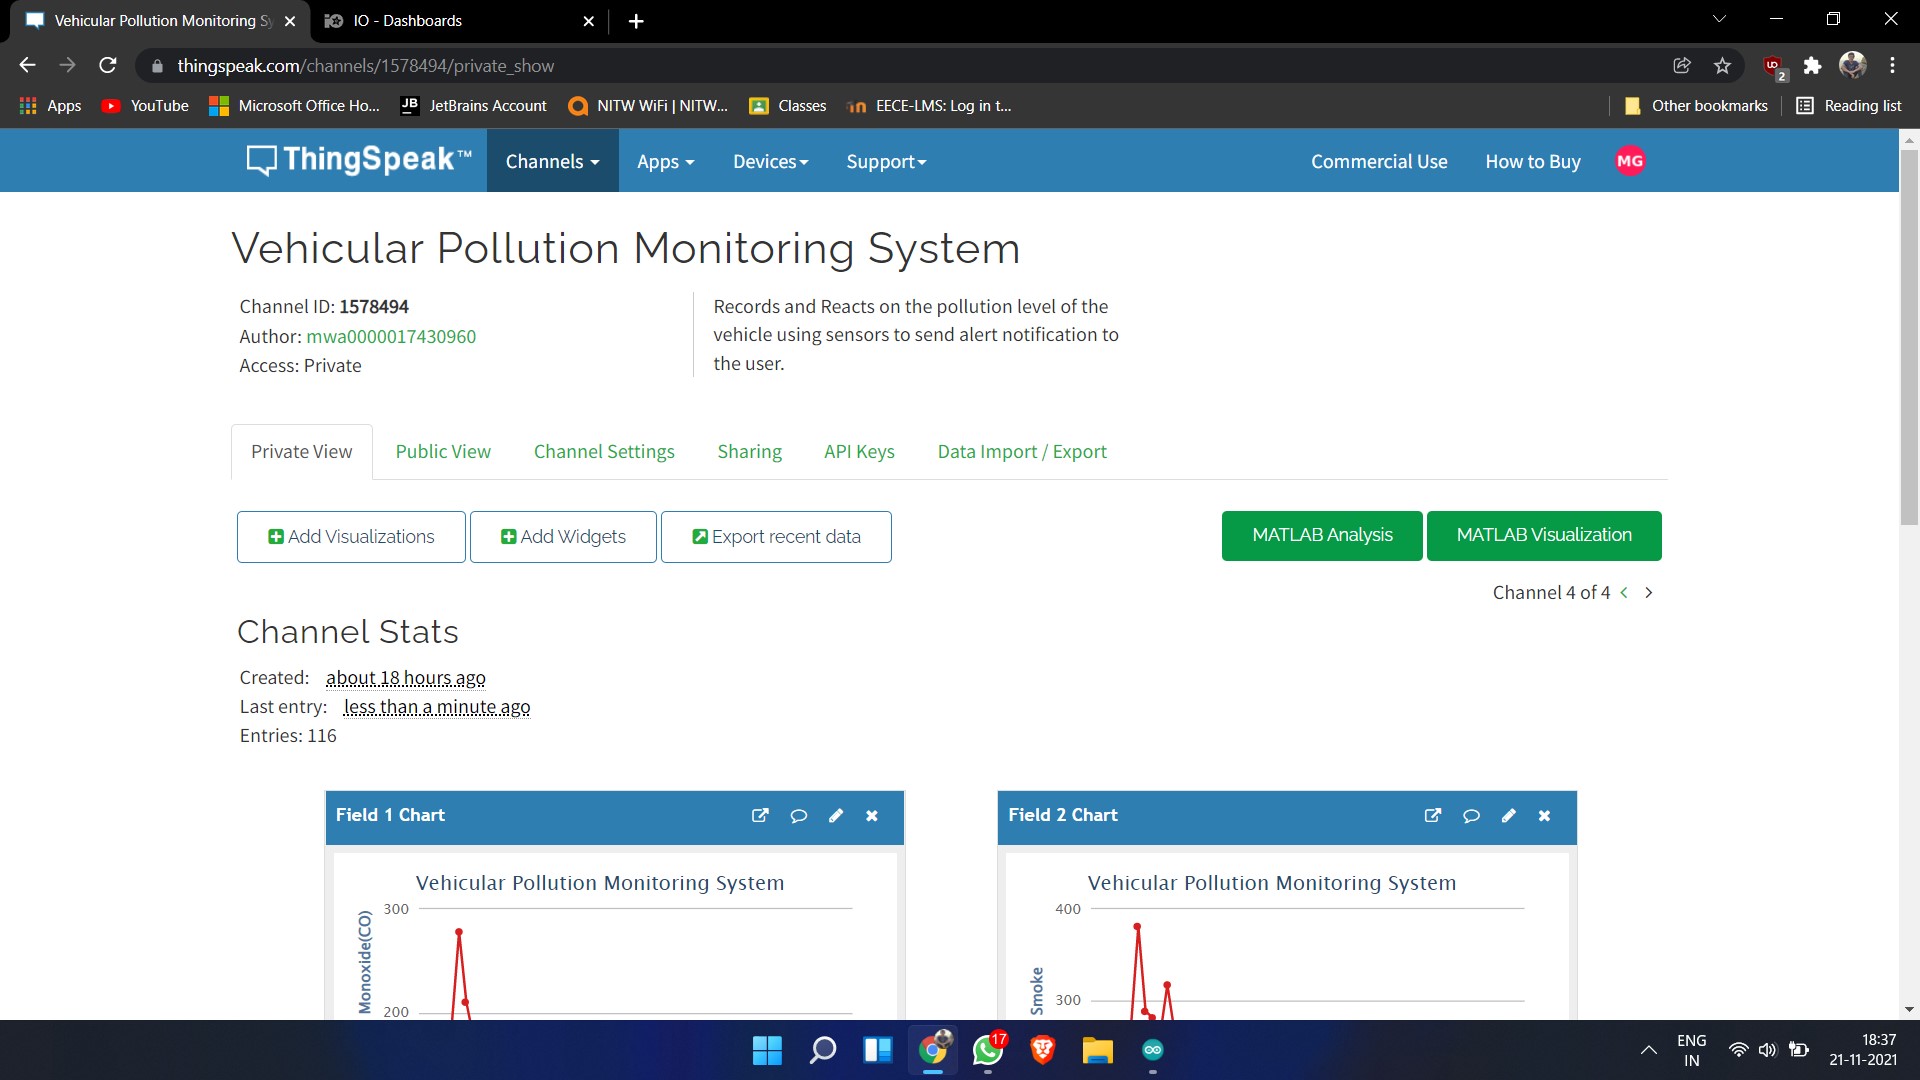 Vehicular Pollution Monitoring Sy
IO - Dashboards
thingspeak.com/channels/1578494/private_show
2
Apps
YouTube
Microsoft Office Ho...
JB
JetBrains Account
NITW WiFi | NITW...
Classes
EECE-LMS: Log in t...
Other bookmarks
Reading list
ThingSpeak™
Channels
Apps
Devices
Support
Commercial Use
How to Buy
MG
Vehicular Pollution Monitoring System
Channel ID: 1578494
Author: mwa0000017430960
Access: Private
Records and Reacts on the pollution level of the
vehicle using sensors to send alert notification to
the user.
Private View
Public View
Channel Settings
Sharing
API Keys
Data Import / Export
Add Visualizations
Add Widgets
Export recent data
MATLAB Analysis
MATLAB Visualization
Channel 4 of 4 < >
Channel Stats
Created: about 18 hours ago
Last entry: less than a minute ago
Entries: 116
Field 1 Chart
Vehicular Pollution Monitoring System
300
200
Monoxide(CO)
Field 2 Chart
Vehicular Pollution Monitoring System
400
300
Smoke
17
ENG
IN
18:37
21-11-2021